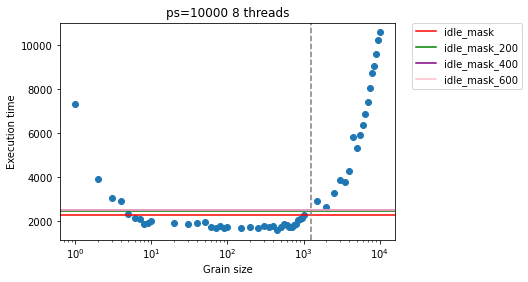 ps=10000 8 threads
idle_mask
idle_mask_200
idle_mask_400
idle_mask_600
10000
8000
6000
4000
2000
Execution time
10⁰
10¹
10²
10³
10⁴
Grain size